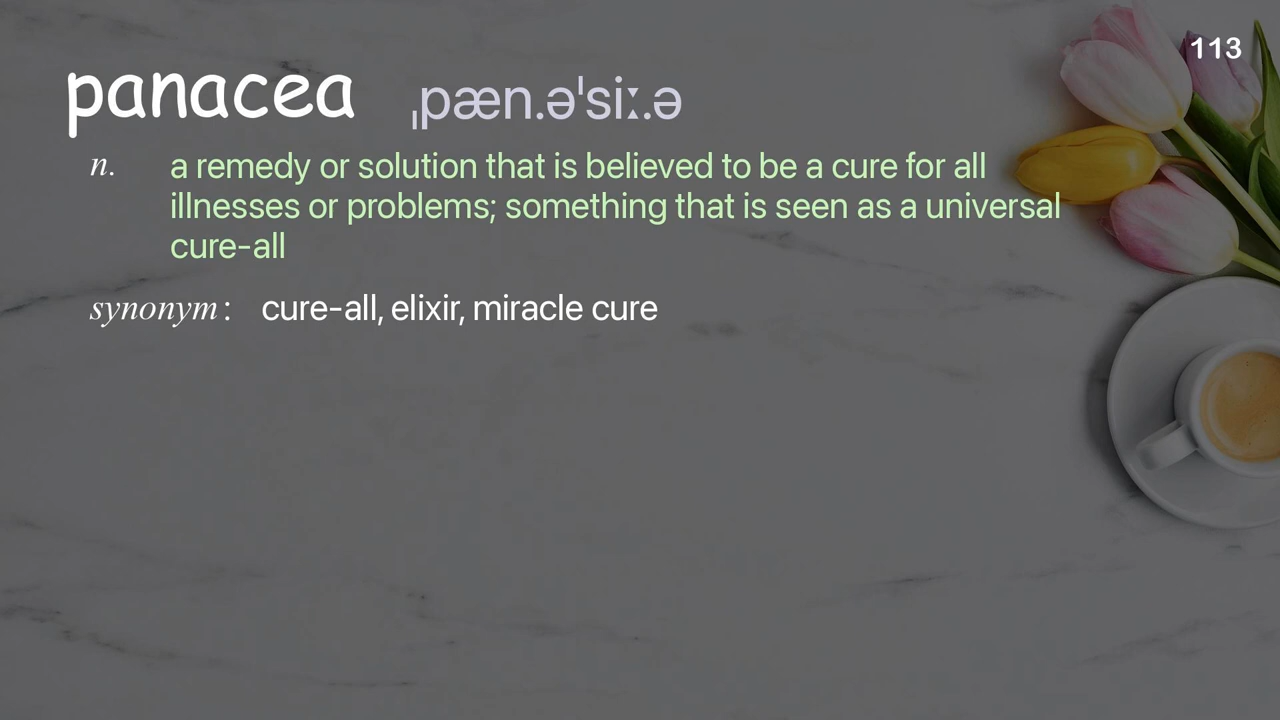 113
panacea ˌpæn.əˈsiː.ə
n. a remedy or solution that is believed to be a cure for all
illnesses or problems; something that is seen as a universal
cure-all
synonym: cure-all, elixir, miracle cure